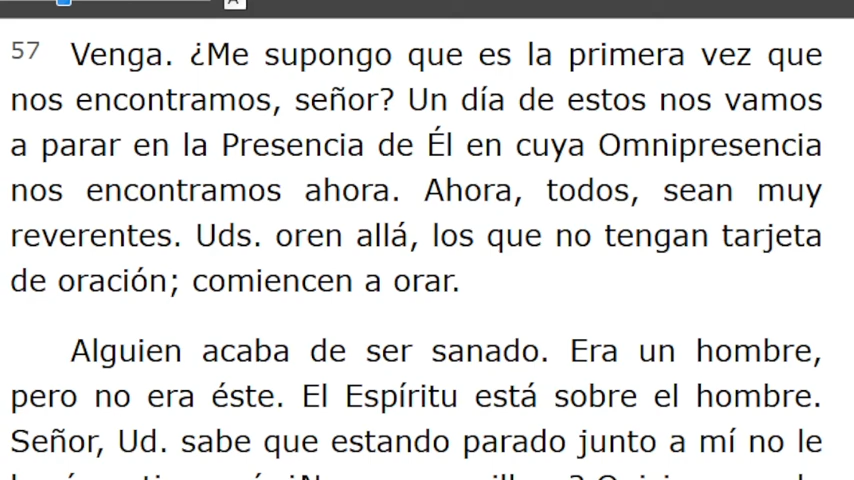 57 Venga. ¿Me supongo que es la primera vez que
nos encontramos, señor? Un día de estos nos vamos
a parar en la Presencia de Él en cuya Omnipresencia
nos encontramos ahora. Ahora, todos, sean muy
reverentes. Uds. oren allá, los que no tengan tarjeta
de oración; comiencen a orar.
Alguien acaba de ser sanado. Era un hombre,
pero no era éste. El Espíritu está sobre el hombre.
Señor, Ud. sabe que estando parado junto a mí no le